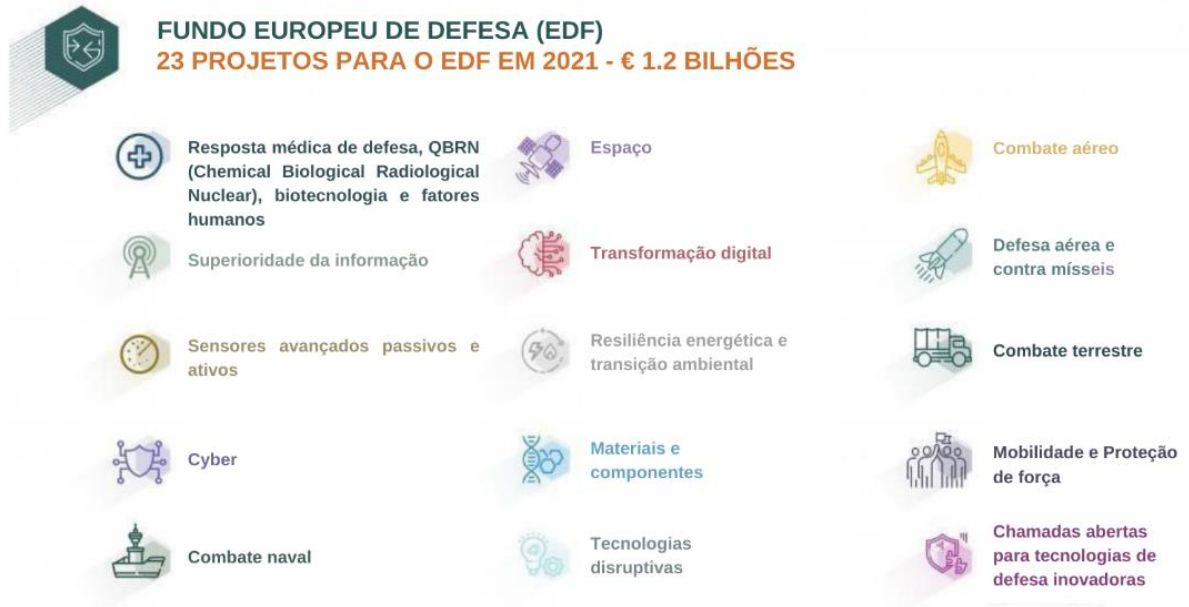 FUNDO EUROPEU DE DEFESA (EDF)
23 PROJETOS PARA O EDF EM 2021 - € 1.2 BILHÕES
Resposta médica de defesa, QBRN
(Chemical Biological Radiological
Nuclear), biotecnologia e fatores
humanos
Superioridade da informação
Sensores avançados passivos e
ativos
Cyber
Combate naval
Espaço
Transformação digital
Resiliência energética e
transição ambiental
Materiais e
componentes
Tecnologias
disruptivas
Combate aéreo
Defesa aérea e
contra mísseis
Combate terrestre
Mobilidade e Proteção
de força
Chamadas abertas
para tecnologias de
defesa inovadoras